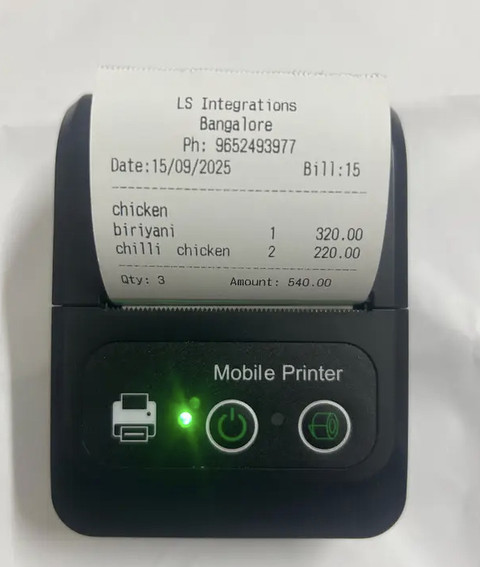 LS Integrations
Bangalore
Ph: 9652493977
Date:15/09/2025 Bill:15
chicken
biriyani 1 320.00
chilli chicken 2 220.00
Qty: 3 Amount: 540.00
Mobile Printer